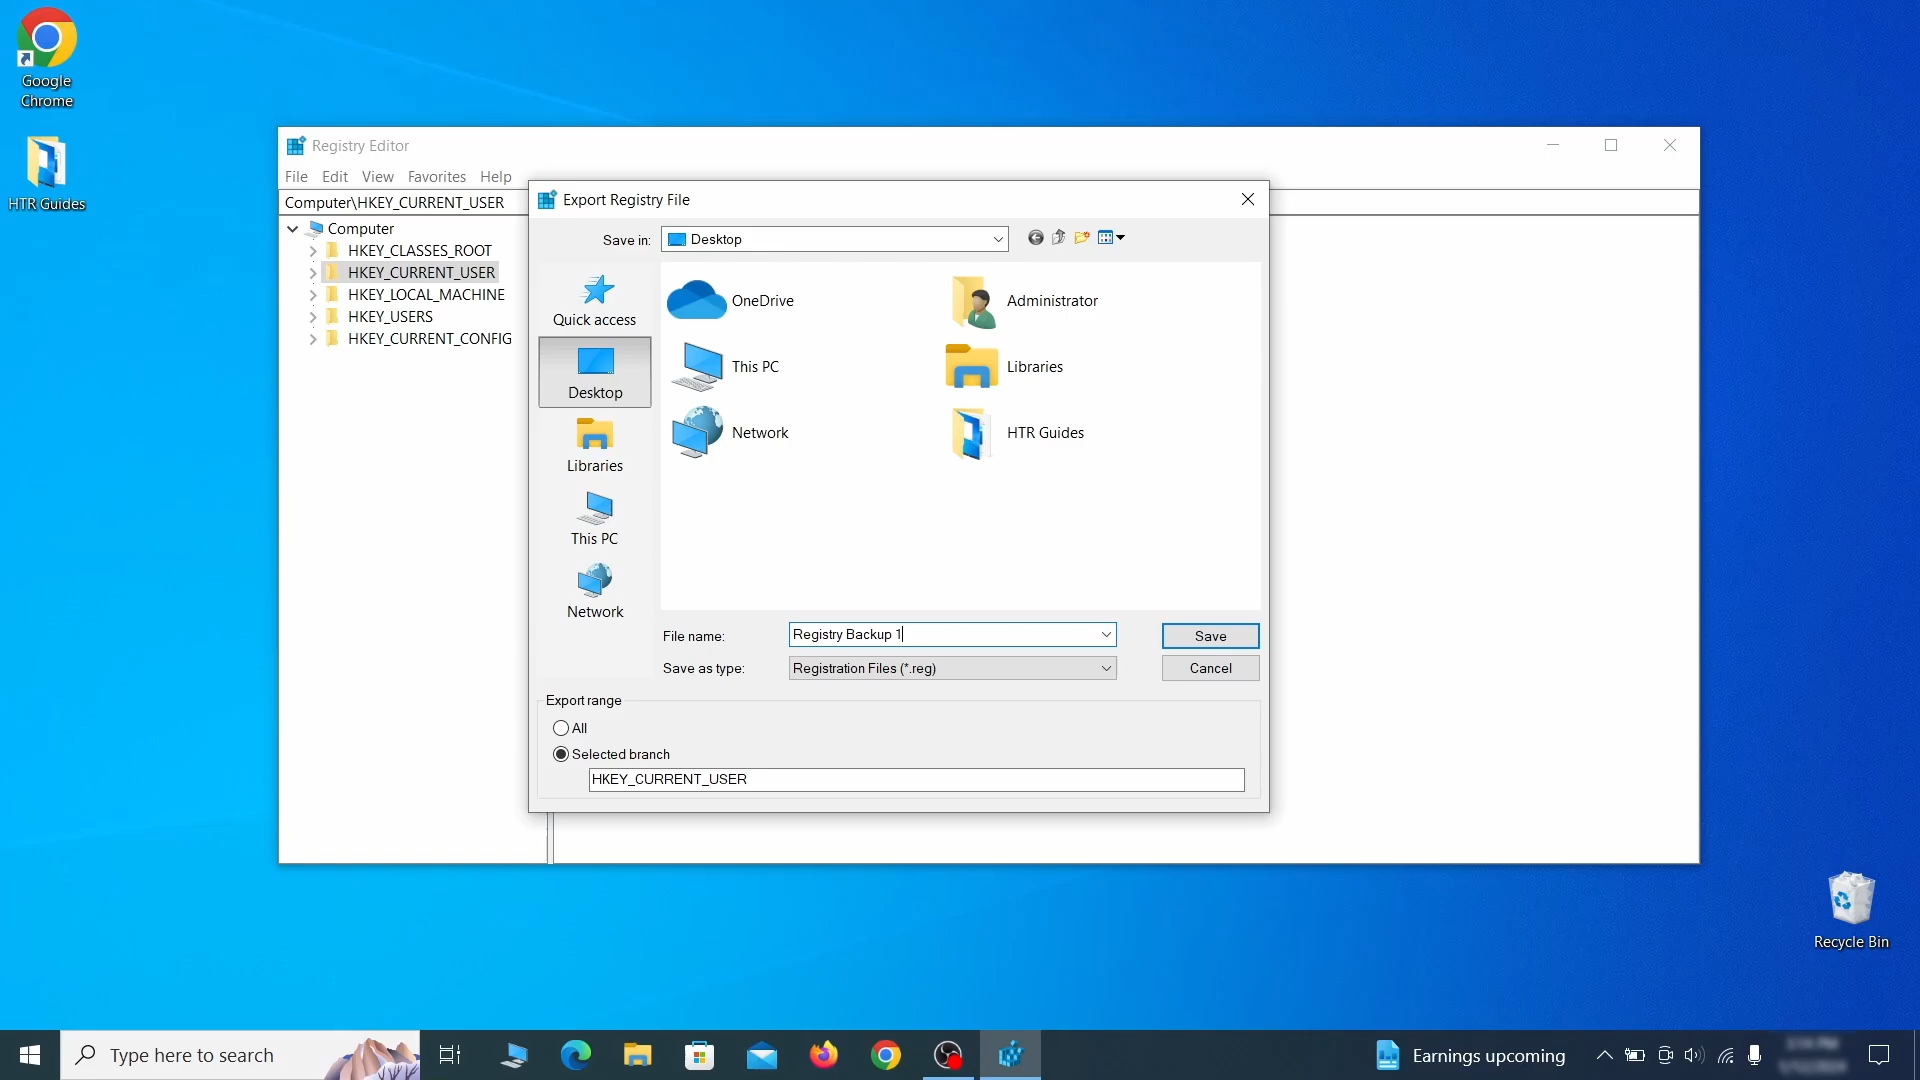 Google
Chrome
HTR Guides
Registry Editor
File Edit View Favorites Help
Computer\HKEY_CURRENT_USER
Computer
HKEY_CLASSES_ROOT
HKEY_CURRENT_USER
HKEY_LOCAL_MACHINE
HKEY_USERS
HKEY_CURRENT_CONFIG
Export Registry File
Save in: Desktop
Quick access
Desktop
Libraries
This PC
Network
OneDrive
Administrator
This PC
Libraries
Network
HTR Guides
File name: Registry Backup 1
Save
Save as type: Registration Files (*.reg)
Cancel
Export range
All
Selected branch
HKEY_CURRENT_USER
Recycle Bin
Type here to search
Earnings upcoming